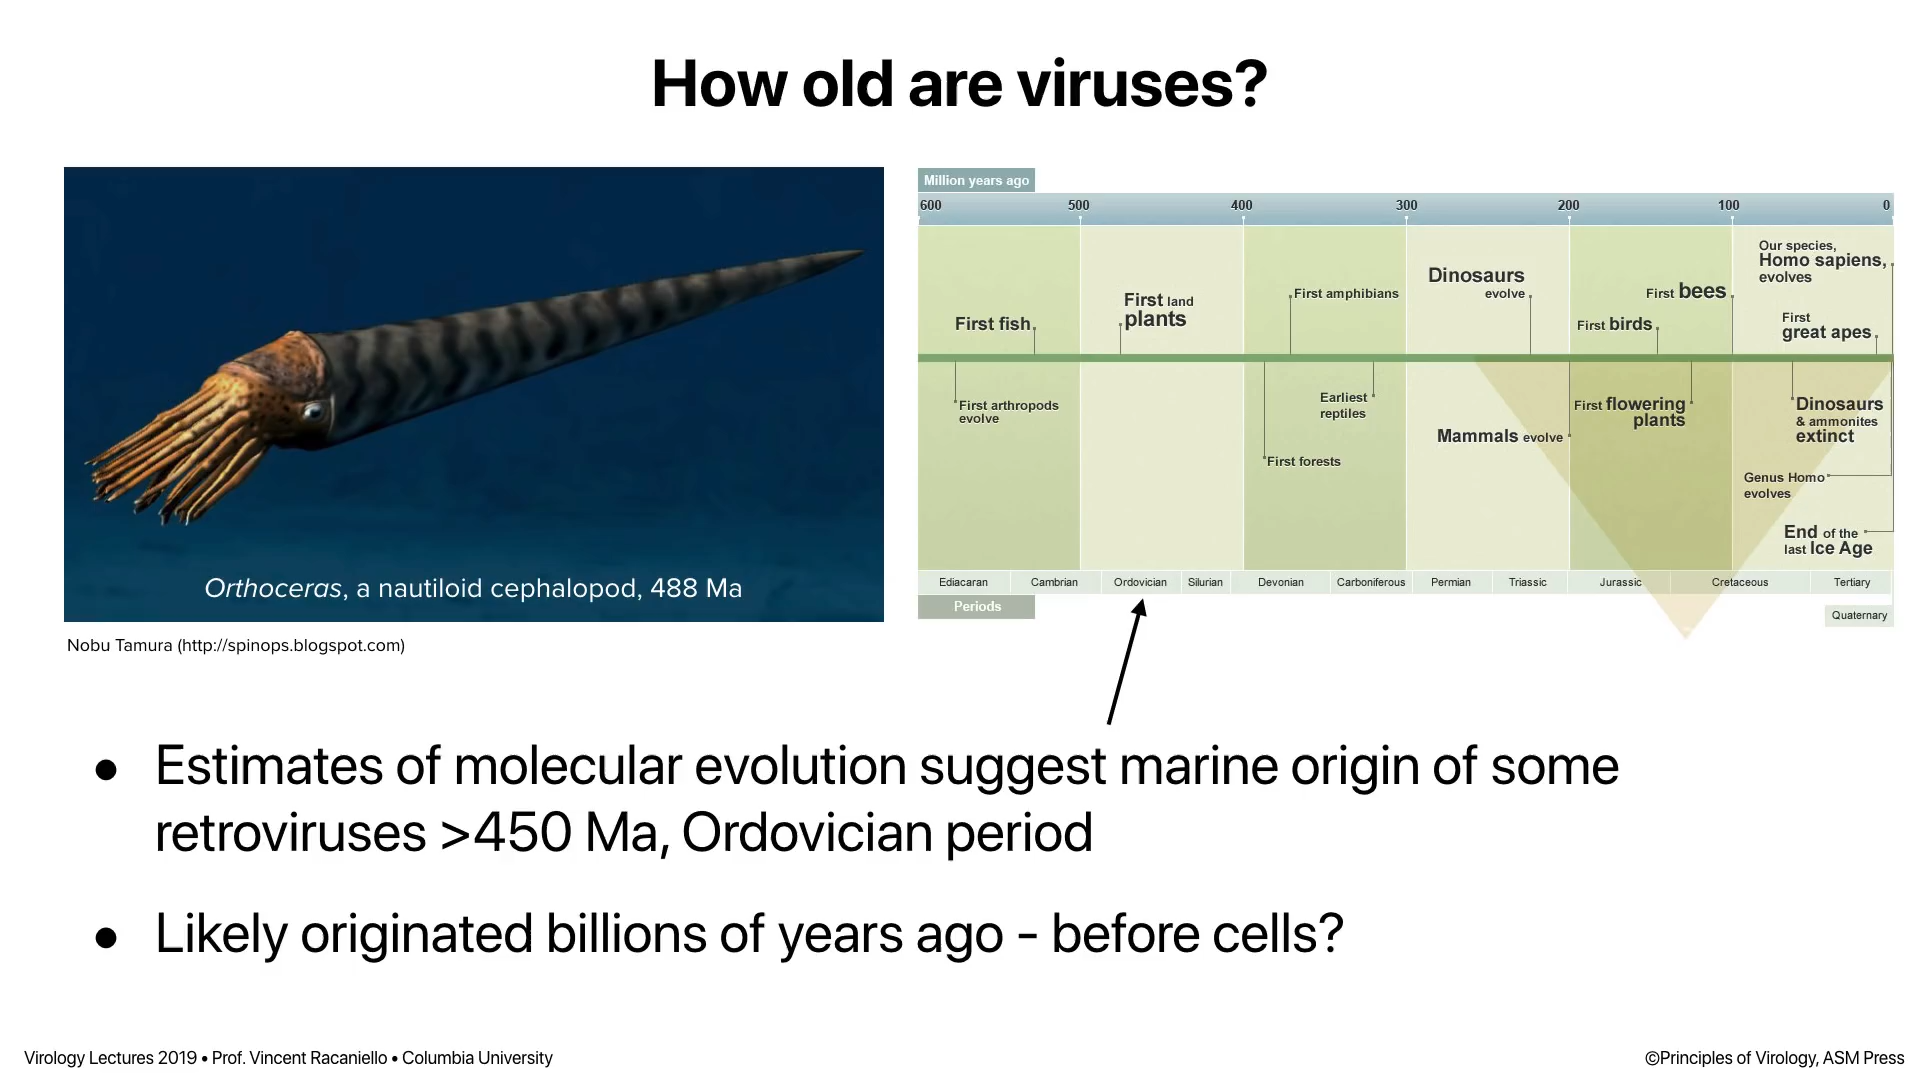 How old are viruses?
Orthoceras, a nautiloid cephalopod, 488 Ma
Nobu Tamura (http://spinops.blogspot.com)
Million years ago
600 500 400 300 200 100 0
First fish
First land
plants
First amphibians
Dinosaurs
evolve
First birds
First bees
Our species,
Homo sapiens,
evolves
First
great apes
First arthropods
evolve
First forests
Earliest
reptiles
Mammals evolve
First flowering
plants
Dinosaurs
& ammonites
extinct
Genus Homo
evolves
End of the
last Ice Age
Ediacaran Cambrian Ordovician Silurian Devonian Carboniferous Permian Triassic Jurassic Cretaceous Tertiary
Periods
Quaternary
• Estimates of molecular evolution suggest marine origin of some
retroviruses >450 Ma, Ordovician period
• Likely originated billions of years ago - before cells?
Virology Lectures 2019 • Prof. Vincent Racaniello • Columbia University
©Principles of Virology, ASM Press